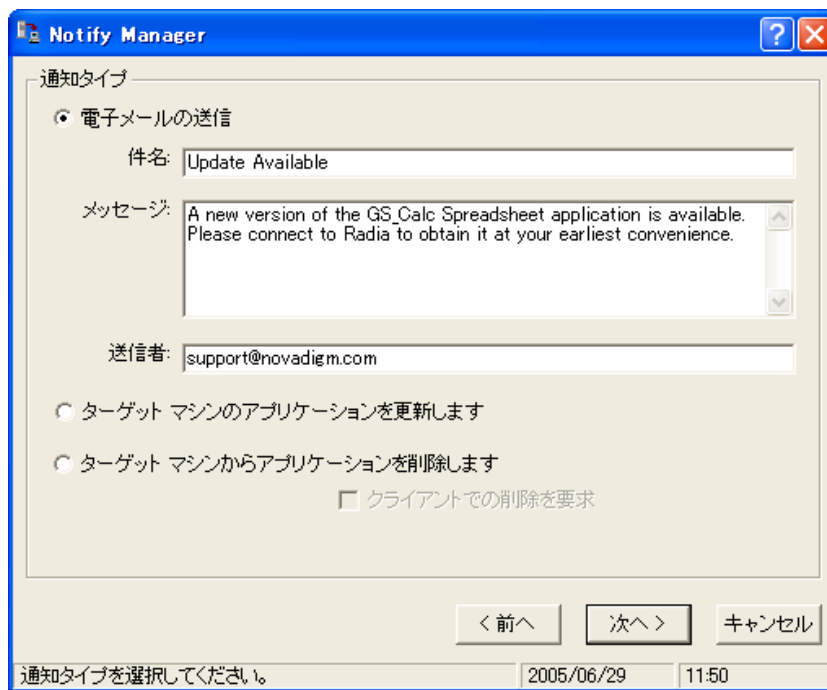 Notify Manager
通知タイプ
電子メールの送信
件名: Update Available
メッセージ: A new version of the GS_Calc Spreadsheet application is available.
Please connect to Radia to obtain it at your earliest convenience.
送信者: support@novadigm.com
ターゲット マシンのアプリケーションを更新します
ターゲット マシンからアプリケーションを削除します
クライアントでの削除を要求
< 前へ 次へ > キャンセル
通知タイプを選択してください。 2005/06/29 11:50